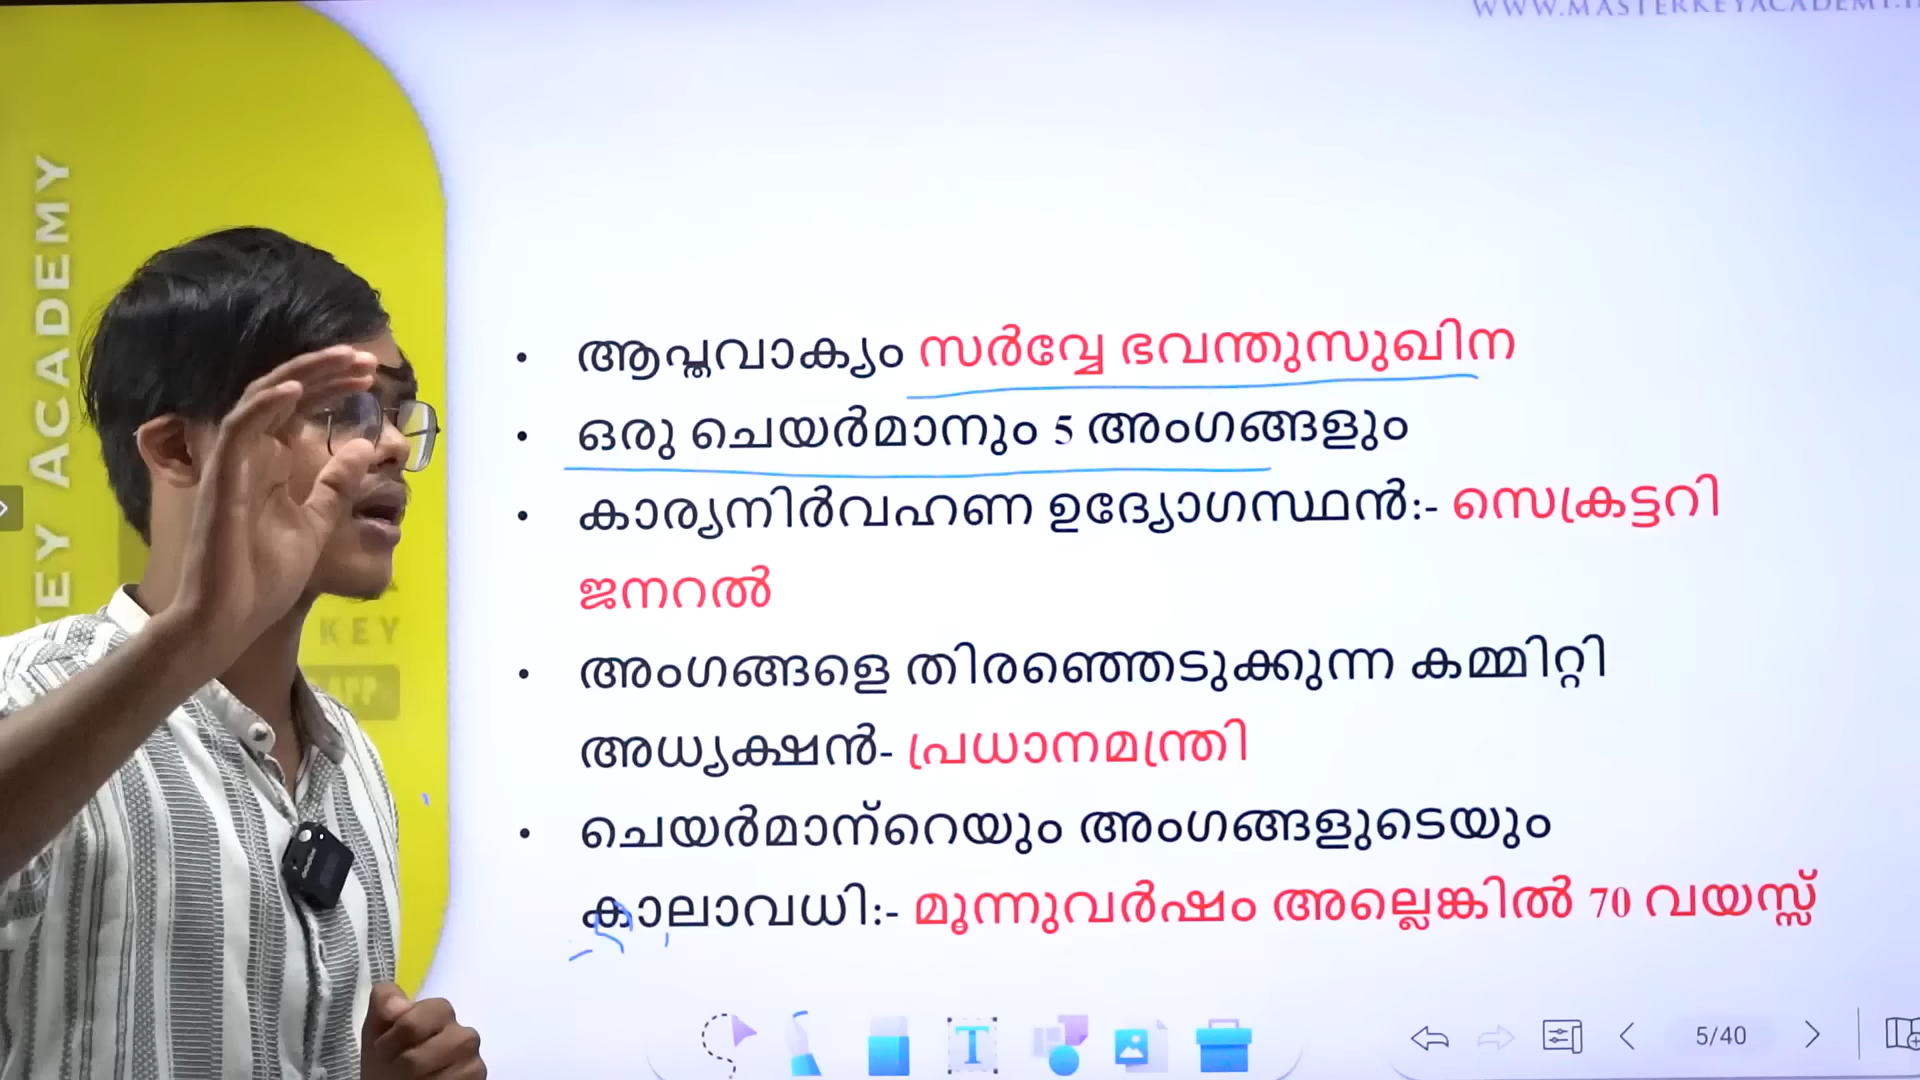 WWW.MASTERKEYACADEMY.I
KEY ACADEMY
KEY
APP
• ആപ്തവാക്യം സർവ്വേ ഭവന്തുസുഖിന
• ഒരു ചെയർമാനും 5 അംഗങ്ങളും
• കാര്യനിർവഹണ ഉദ്യോഗസ്ഥൻ:- സെക്രട്ടറി
ജനറൽ
• അംഗങ്ങളെ തിരഞ്ഞെടുക്കുന്ന കമ്മിറ്റി
അധ്യക്ഷൻ- പ്രധാനമന്ത്രി
• ചെയർമാന്റെയും അംഗങ്ങളുടെയും
കാലാവധി:- മൂന്നുവർഷം അല്ലെങ്കിൽ 70 വയസ്സ്
T
5/40